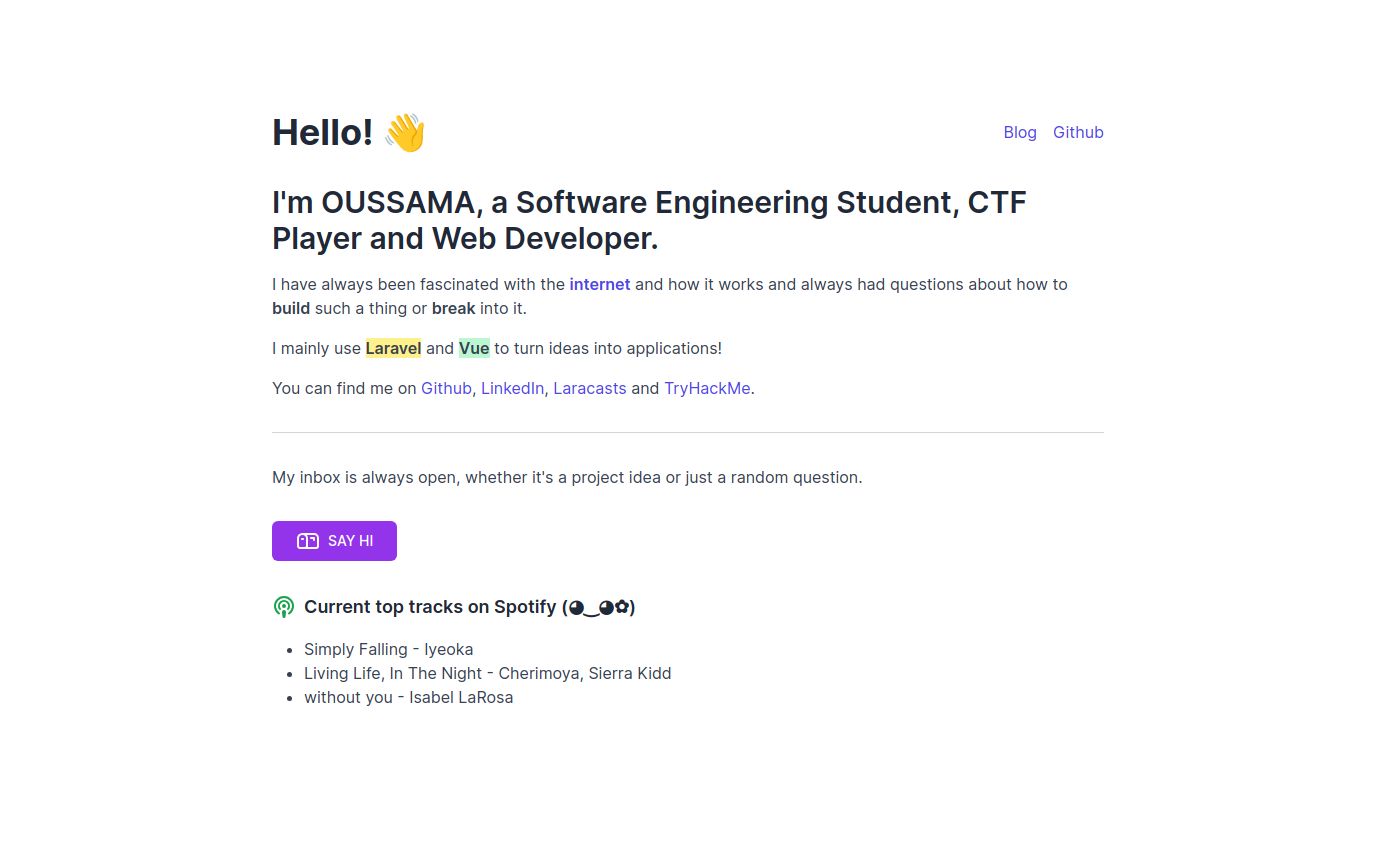 Hello! 👋
Blog Github
I'm OUSSAMA, a Software Engineering Student, CTF
Player and Web Developer.
I have always been fascinated with the internet and how it works and always had questions about how to
build such a thing or break into it.
I mainly use Laravel and Vue to turn ideas into applications!
You can find me on Github, LinkedIn, Laracasts and TryHackMe.
My inbox is always open, whether it's a project idea or just a random question.
SAY HI
Current top tracks on Spotify (◕‿◕✿)
• Simply Falling - Iyeoka
• Living Life, In The Night - Cherimoya, Sierra Kidd
• without you - Isabel LaRosa